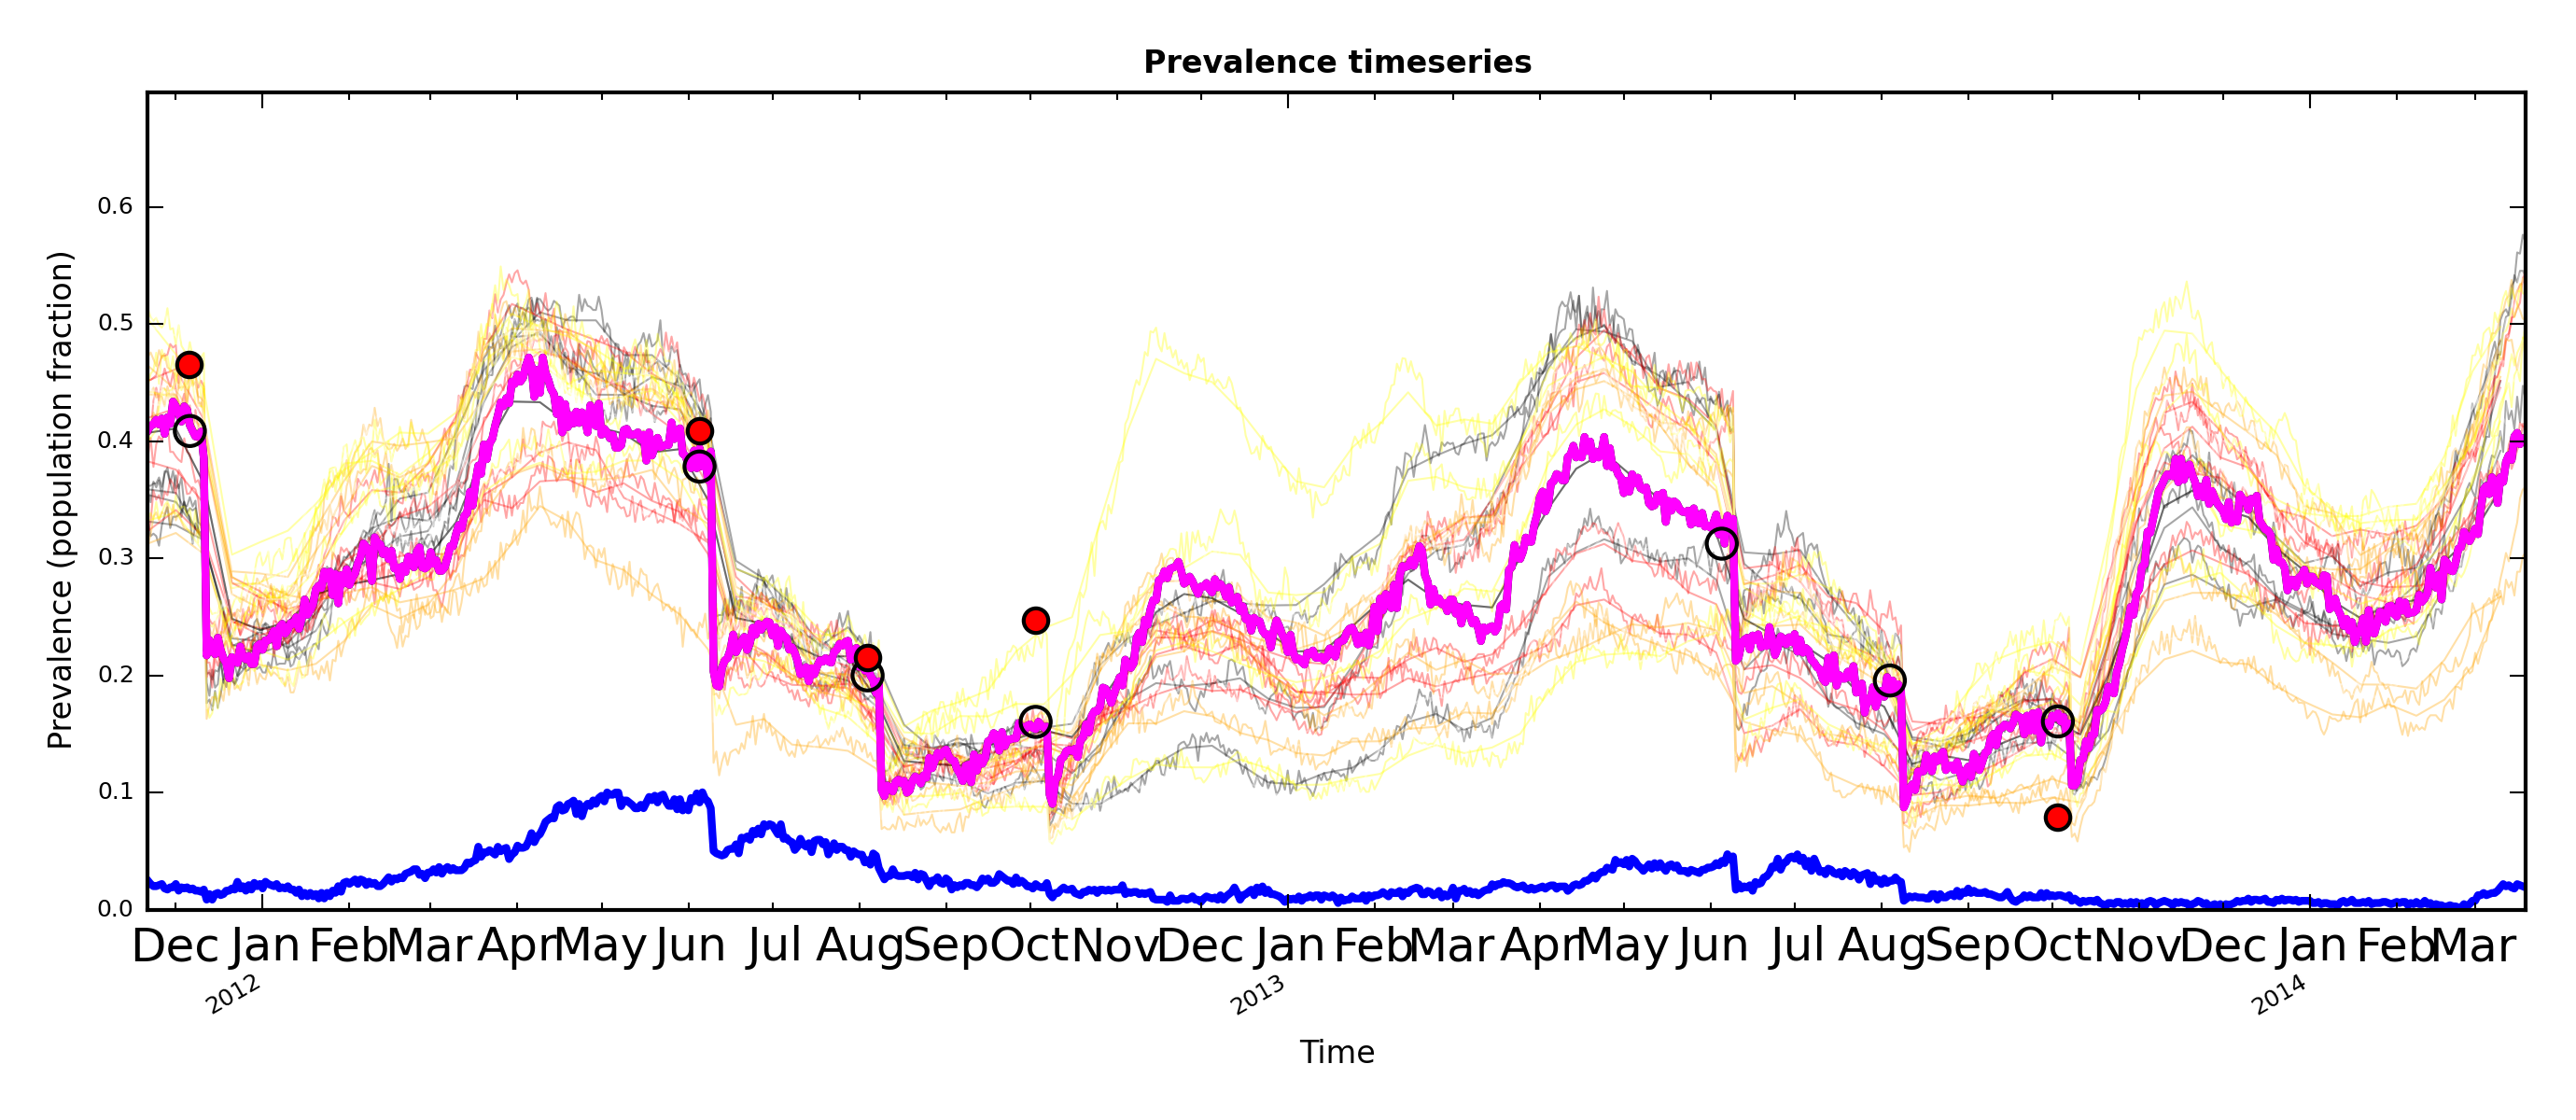 Prevalence timeseries
Prevalence (population fraction)
0.6
0.5
0.4
0.3
0.2
0.1
0.0
Dec Jan Feb Mar Apr May Jun Jul Aug Sep Oct Nov Dec Jan Feb Mar Apr May Jun Jul Aug Sep Oct Nov Dec Jan Feb Mar
2012 2013 2014
Time